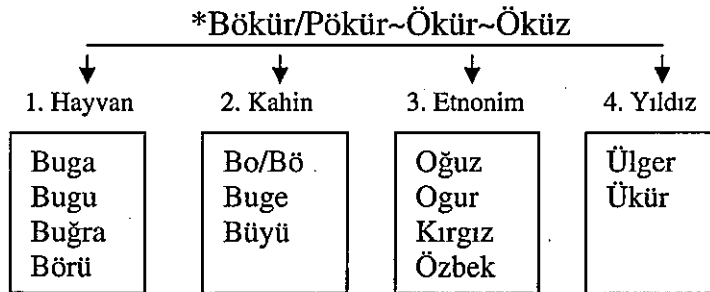 *Bökür/Pökür~Ökür~Öküz
1. Hayvan
2. Kahin
3. Etnonim
4. Yıldız
Buga
Bugu
Buğra
Börü
Bo/Bö
Buge
Büyü
Oğuz
Ogur
Kırgız
Özbek
Ülger
Ükür